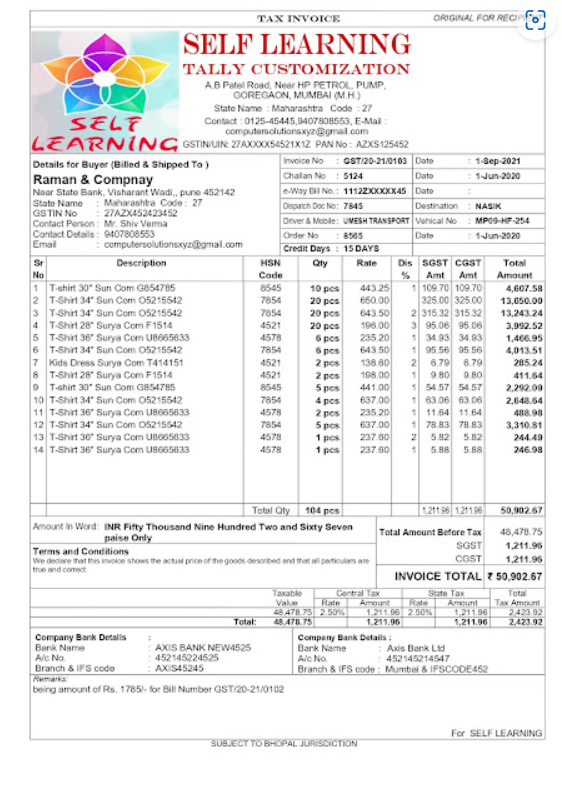 TAX INVOICE
ORIGINAL FOR RECIP
SELF LEARNING
SELF LEARNING
TALLY CUSTOMIZATION
A,B Patel Road, Near HP PETROL, PUMP,
GOREGAON, MUMBAI (M.H.)
State Name : Maharashtra Code : 27
Contact : 0125-45445,9407808553, E-Mail :
computersolutionsxyz@gmail.com
GSTIN/UIN: 27AXXXX54521X1Z PAN No : AZXS125452
Details for Buyer (Billed & Shipped To )
Raman & Compnay
Near State Bank, Visharant Wadi,, pune 452142
State Name : Maharashtra Code : 27
GSTIN No : 27AZX452423452
Contact Person : Mr. Shiv Verma
Contact Details : 9407808553
Email : computersolutionsxyz@gmail.com
Invoice No : GST/20-21/0103 Date : 1-Sep-2021
Challan No : 5124 Date : 1-Jun-2020
e-Way Bill No. : 1112ZXXXXX45 Date :
Dispatch Doc No : 7845 Destination : NASIK
Driver & Mobile : UMESH TRANSPORT Vehical No : MP09-HF-254
Order No : 8565 Date : 1-Jun-2020
Credit Days : 15 DAYS
Sr No Description HSN Code Qty Rate Dis % SGST Amt CGST Amt Total Amount
1 T-shirt 30" Sun Com G854785 8545 10 pcs 443.25 1 109.70 109.70 4,607.58
2 T-Shirt 34" Sun Com O5215542 7854 20 pcs 650.00 325.00 325.00 13,650.00
3 T-Shirt 34" Sun Com O5215542 7854 20 pcs 643.50 2 315.32 315.32 13,243.24
4 T-Shirt 28" Surya Com F1514 4521 20 pcs 196.00 3 95.06 95.06 3,992.52
5 T-Shirt 36" Surya Com U8665633 4578 6 pcs 235.20 1 34.93 34.93 1,466.95
6 T-Shirt 34" Sun Com O5215542 7854 6 pcs 643.50 1 95.56 95.56 4,013.51
7 Kids Dress Surya Com T414151 4521 2 pcs 138.60 2 6.79 6.79 285.24
8 T-Shirt 28" Surya Com F1514 4521 2 pcs 198.00 1 9.80 9.80 411.64
9 T-shirt 30" Sun Com G854785 8545 5 pcs 441.00 1 54.57 54.57 2,292.09
10 T-Shirt 34" Sun Com O5215542 7854 4 pcs 637.00 1 63.06 63.06 2,648.64
11 T-Shirt 36" Surya Com U8665633 4578 2 pcs 235.20 1 11.64 11.64 488.98
12 T-Shirt 34" Sun Com O5215542 7854 5 pcs 637.00 1 78.83 78.83 3,310.81
13 T-Shirt 36" Surya Com U8665633 4578 1 pcs 237.60 2 5.82 5.82 244.49
14 T-Shirt 36" Surya Com U8665633 4578 1 pcs 237.60 1 5.88 5.88 246.98
Total Qty 104 pcs 1,211.96 1,211.96 50,902.67
Amount In Word: INR Fifty Thousand Nine Hundred Two and Sixty Seven
paise Only
Terms and Conditions
We declare that this invoice shows the actual price of the goods described and that all particulars are
true and correct.
Total Amount Before Tax 48,478.75
SGST 1,211.96
CGST 1,211.96
INVOICE TOTAL ₹ 50,902.67
Taxable Value Central Tax Rate Amount State Tax Rate Amount Total Tax Amount
48,478.75 2.50% 1,211.96 2.50% 1,211.96 2,423.92
Total: 48,478.75 1,211.96 1,211.96 2,423.92
Company Bank Details :
Bank Name : AXIS BANK NEW4525
A/c No. : 452145224525
Branch & IFS code : AXIS45245
Company Bank Details :
Bank Name : Axis Bank Ltd
A/c No. : 452145214547
Branch & IFS code : Mumbai & IFSCODE452
Remarks:
being amount of Rs. 1785/- for Bill Number GST/20-21/0102
For SELF LEARNING
SUBJECT TO BHOPAL JURISDICTION